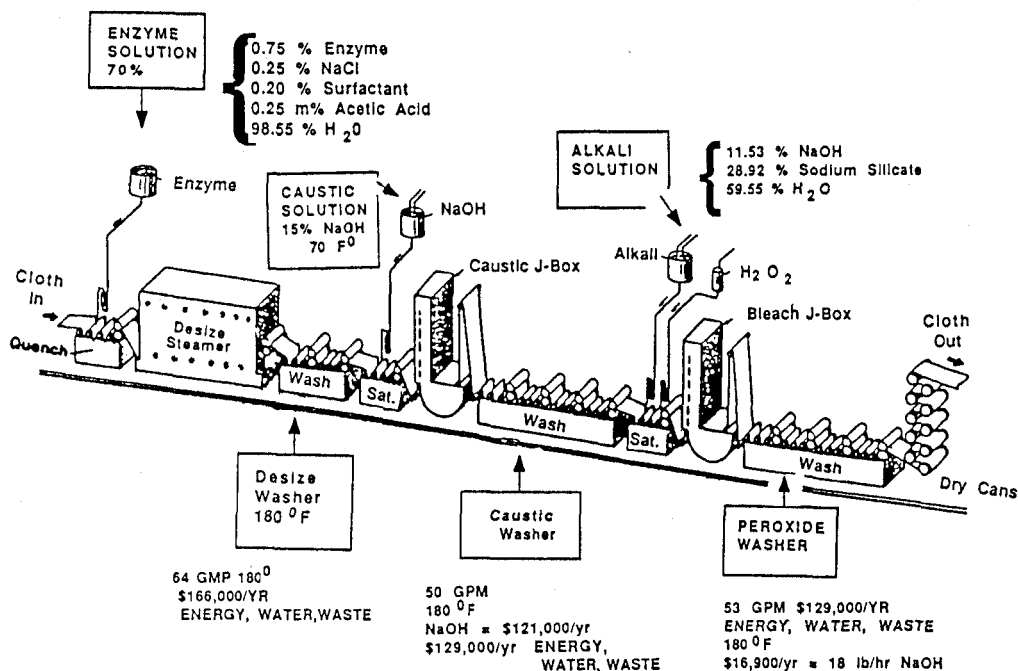 ENZYME
SOLUTION
70%
0.75 % Enzyme
0.25 % NaCl
0.20 % Surfactant
0.25 m% Acetic Acid
98.55 % H2O
Enzyme
CAUSTIC
SOLUTION
15% NaOH
70 F⁰
NaOH
ALKALI
SOLUTION
11.53 % NaOH
28.92 % Sodium Silicate
59.55 % H2O
Alkali
H2O2
Caustic J-Box
Bleach J-Box
Cloth
In
Quench
Desize
Steamer
Wash
Sat.
Wash
Sat.
Wash
Cloth
Out
Dry Cans
Desize
Washer
180 ⁰F
Caustic
Washer
PEROXIDE
WASHER
64 GMP 180⁰
$166,000/YR
ENERGY, WATER,WASTE
50 GPM
180 ⁰F
NaOH = $121,000/yr
$129,000/yr ENERGY,
WATER, WASTE
53 GPM $129,000/YR
ENERGY, WATER, WASTE
180 ⁰F
$16,900/yr = 18 lb/hr NaOH